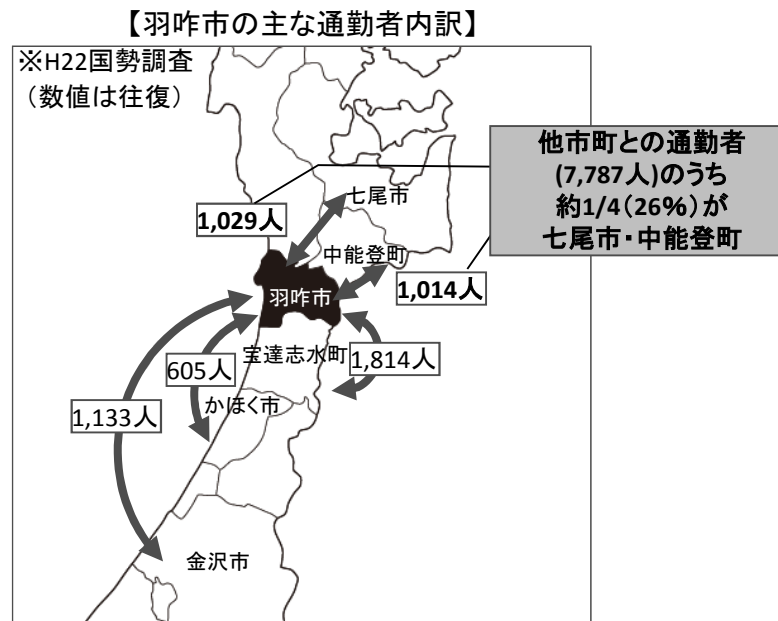 【羽咋市の主な通勤者内訳】
※H22国勢調査
（数値は往復）
他市町との通勤者
(7,787人)のうち
約1/4（26%）が
七尾市・中能登町
七尾市
1,029人
中能登町
1,014人
羽咋市
宝達志水町
1,814人
605人
かほく市
1,133人
金沢市